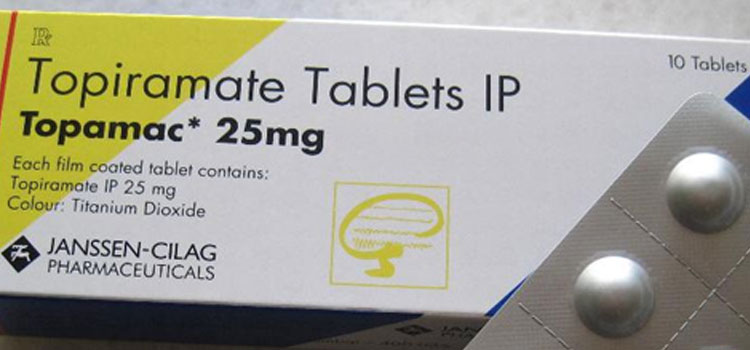 Rx
Topiramate Tablets IP
10 Tablets
Topamac* 25mg
Each film coated tablet contains:
Topiramate IP 25 mg
Colour: Titanium Dioxide
JANSSEN-CILAG
PHARMACEUTICALS